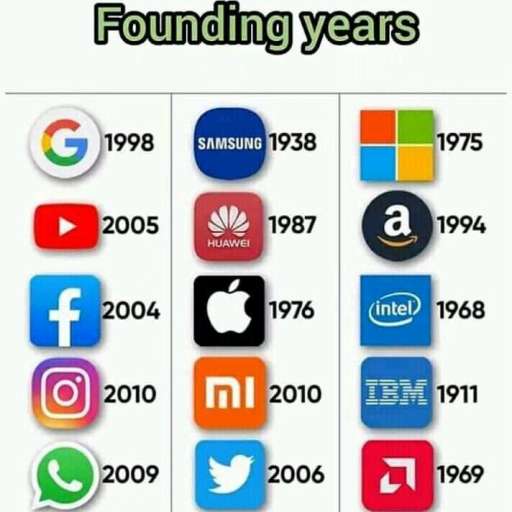 Founding years
1998
SAMSUNG
1938
1975
2005
HUAWEI
1987
a
1994
f
2004
1976
intel
1968
2010
mi
2010
IBM
1911
2009
2006
1969